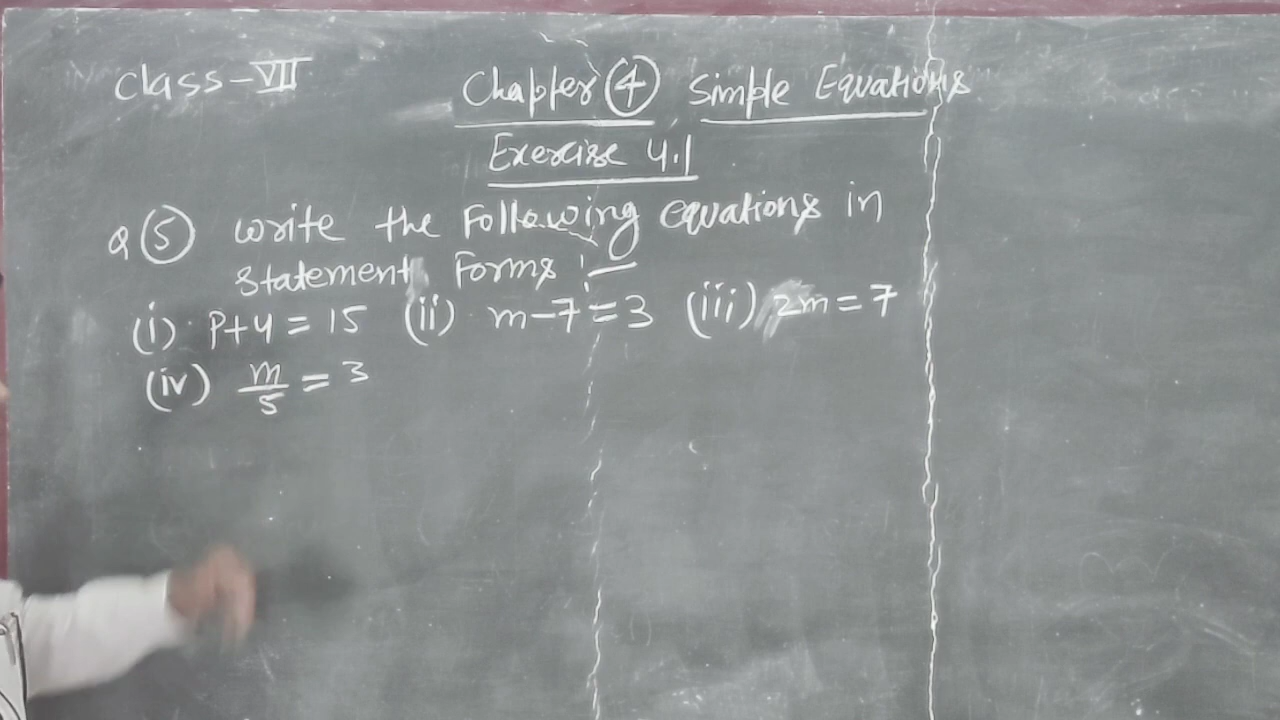 Class-VII
Chapter 4 Simple Equations
Exercise 4.1
Q 5 Write the Following equations in
Statement Forms :-
(i) P+4 = 15 (ii) m-7=3 (iii) 2m=7
(iv) m/5 = 3